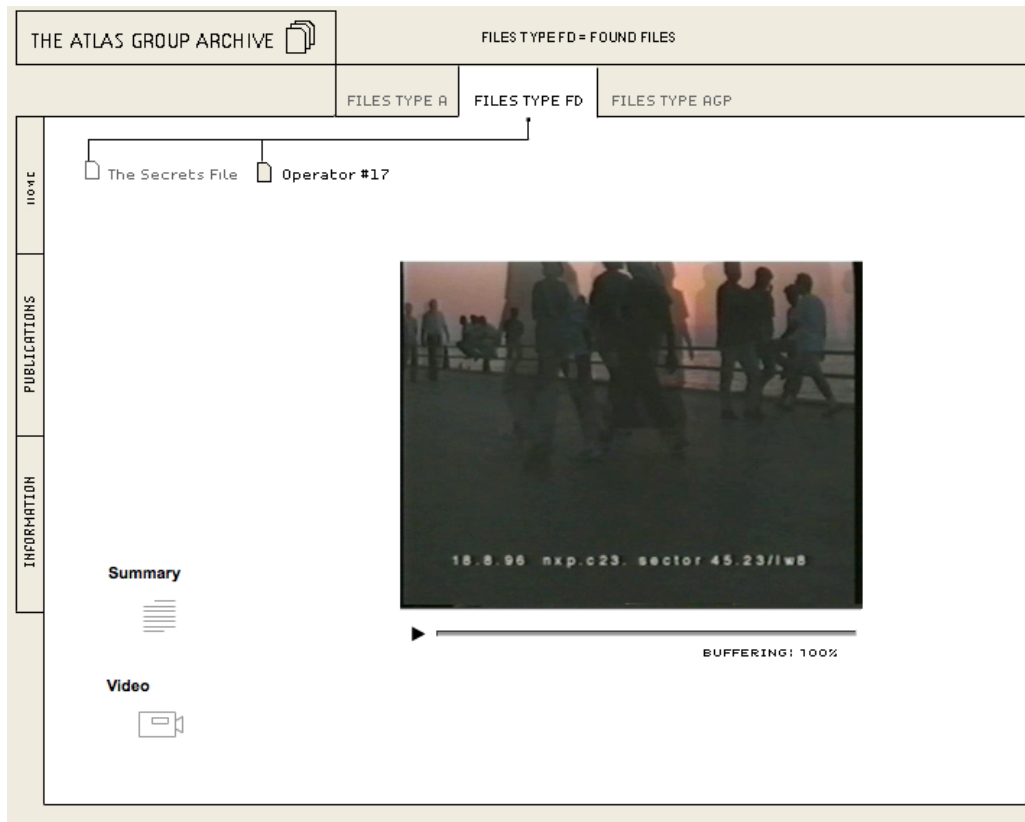 THE ATLAS GROUP ARCHIVE
FILES TYPE FD = FOUND FILES
FILES TYPE A
FILES TYPE FD
FILES TYPE AGP
HOME
PUBLICATIONS
INFORMATION
The Secrets File
Operator #17
18.8.96 nxp.c23. sector 45.23/lw8
Summary
BUFFERING: 100%
Video